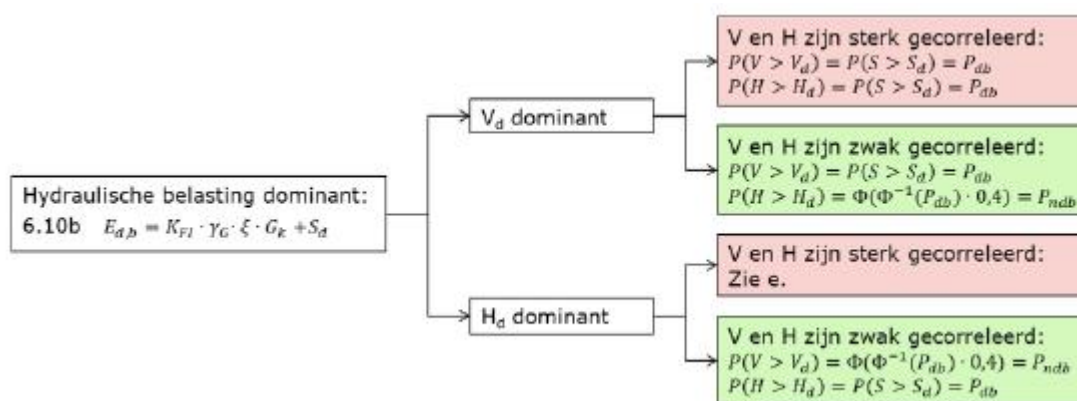 Hydraulische belasting dominant:
6.10b E_{d,b} = K_{FI} · γ_G · ξ · G_k + S_d
V_d dominant
V en H zijn sterk gecorreleerd:
P(V > V_d) = P(S > S_d) = P_{db}
P(H > H_d) = P(S > S_d) = P_{db}
V en H zijn zwak gecorreleerd:
P(V > V_d) = P(S > S_d) = P_{db}
P(H > H_d) = Φ(Φ^{-1}(P_{db}) · 0,4) = P_{ndb}
H_d dominant
V en H zijn sterk gecorreleerd:
Zie e.
V en H zijn zwak gecorreleerd:
P(V > V_d) = Φ(Φ^{-1}(P_{db}) · 0,4) = P_{ndb}
P(H > H_d) = P(S > S_d) = P_{db}